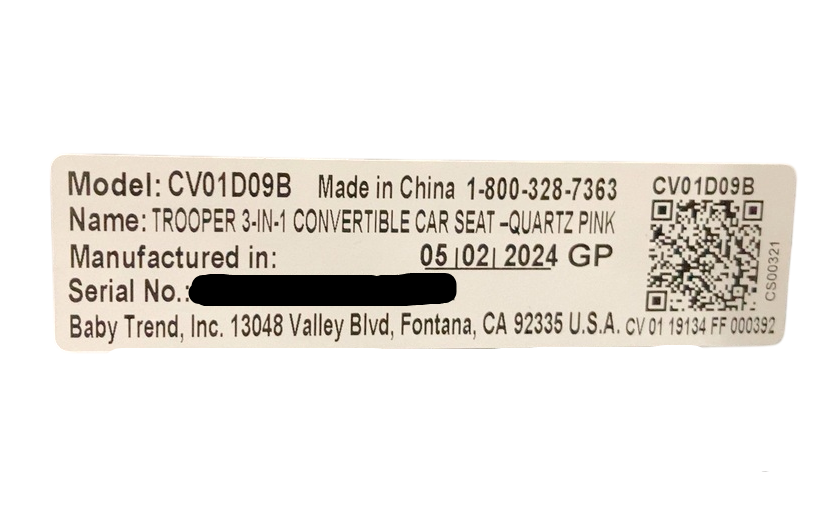 Model: CV01D09B Made in China 1-800-328-7363 CV01D09B
Name: TROOPER 3-IN-1 CONVERTIBLE CAR SEAT –QUARTZ PINK
Manufactured in: 05 | 02 | 2024 GP
Serial No.:
CS00321
Baby Trend, Inc. 13048 Valley Blvd, Fontana, CA 92335 U.S.A. CV 01 19134 FF 000392